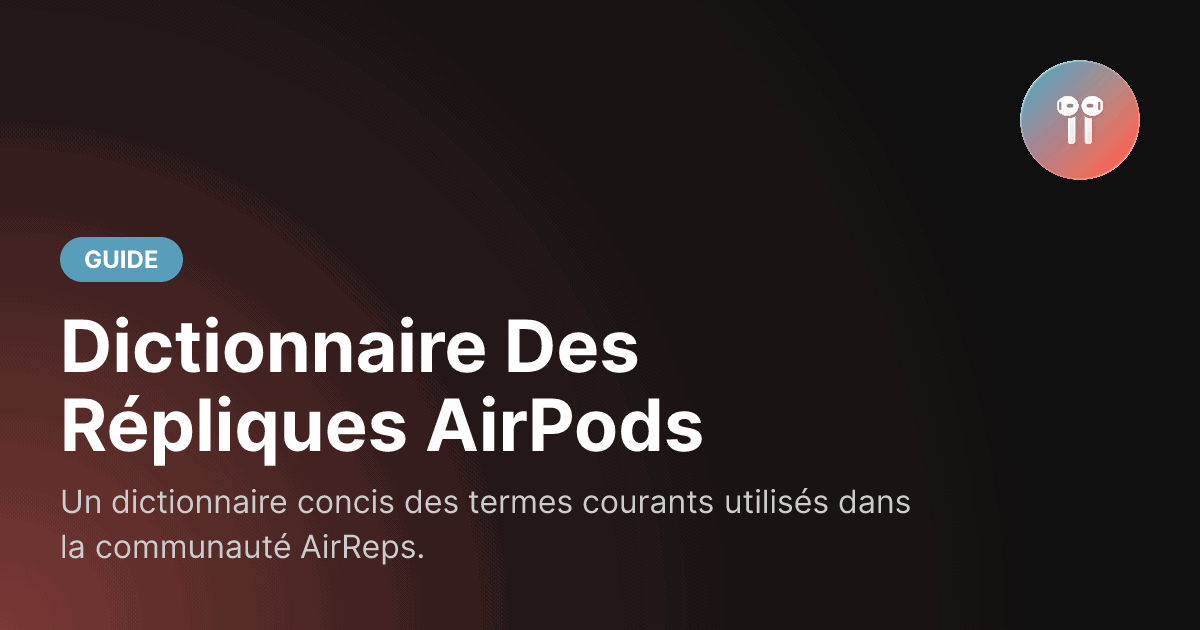 GUIDE
Dictionnaire Des
Répliques AirPods
Un dictionnaire concis des termes courants utilisés dans
la communauté AirReps.